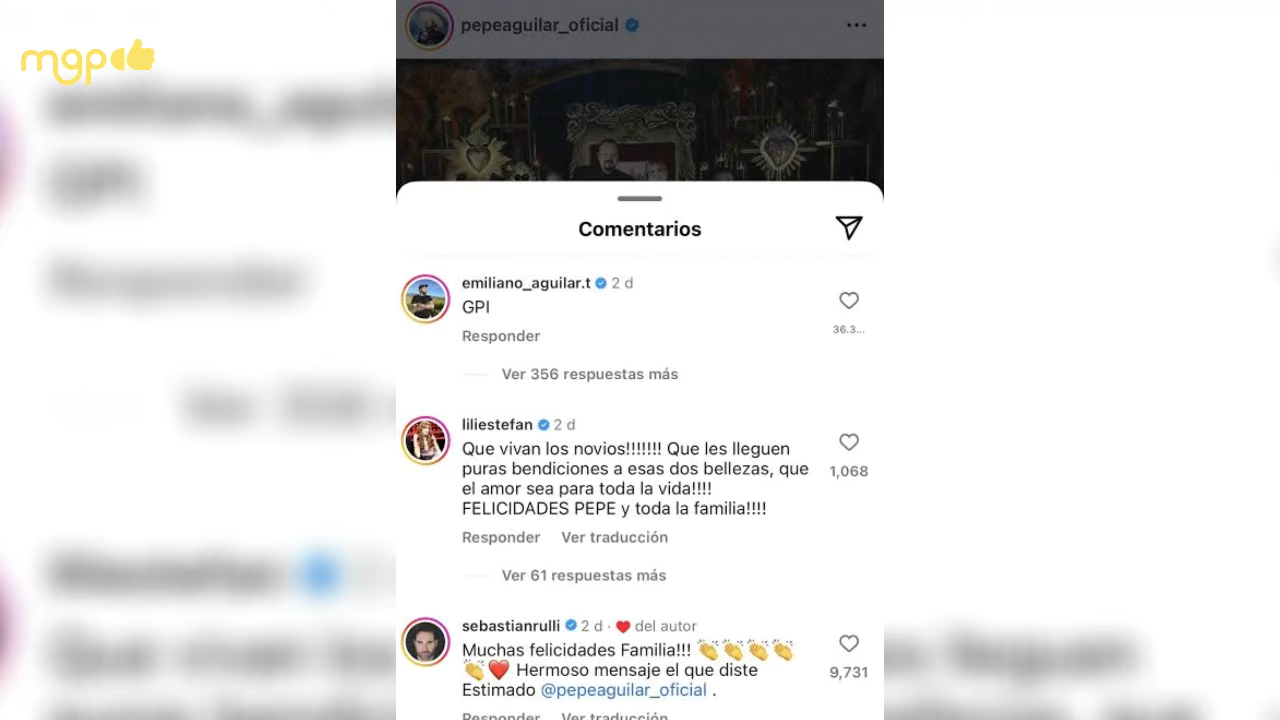 mgp
pepeaguilar_oficial
Comentarios
emiliano_aguilar.t 2 d
GPI
36.3...
Responder
Ver 356 respuestas más
liliestefan 2 d
Que vivan los novios!!!!!!! Que les lleguen
puras bendiciones a esas dos bellezas, que
el amor sea para toda la vida!!!!
FELICIDADES PEPE y toda la familia!!!!
1,068
Responder Ver traducción
Ver 61 respuestas más
sebastianrulli 2 d · ❤️ del autor
Muchas felicidades Familia!!! 👏👏👏👏
👏❤️ Hermoso mensaje el que diste
Estimado @pepeaguilar_oficial .
9,731
Responder Ver traducción